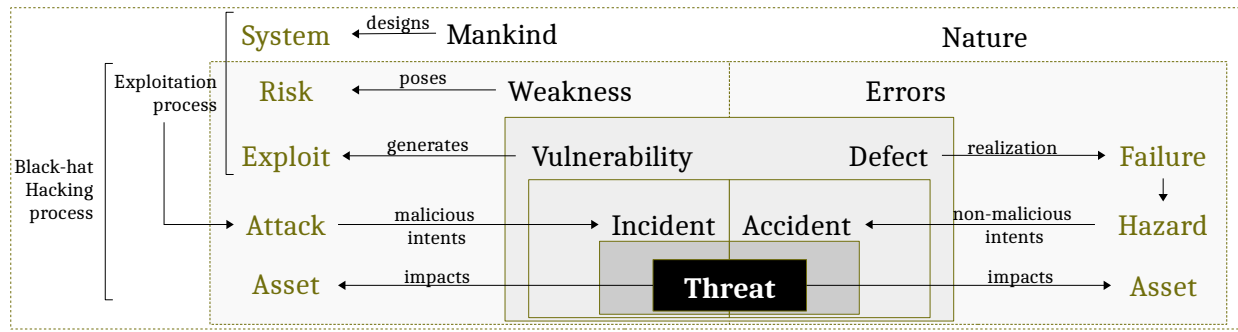 System
designs
Mankind
Nature
Exploitation
process
Risk
poses
Weakness
Errors
Exploit
generates
Vulnerability
Defect
realization
Failure
Black-hat
Hacking
process
Attack
malicious
intents
Incident
Accident
non-malicious
intents
Hazard
Asset
impacts
Threat
impacts
Asset